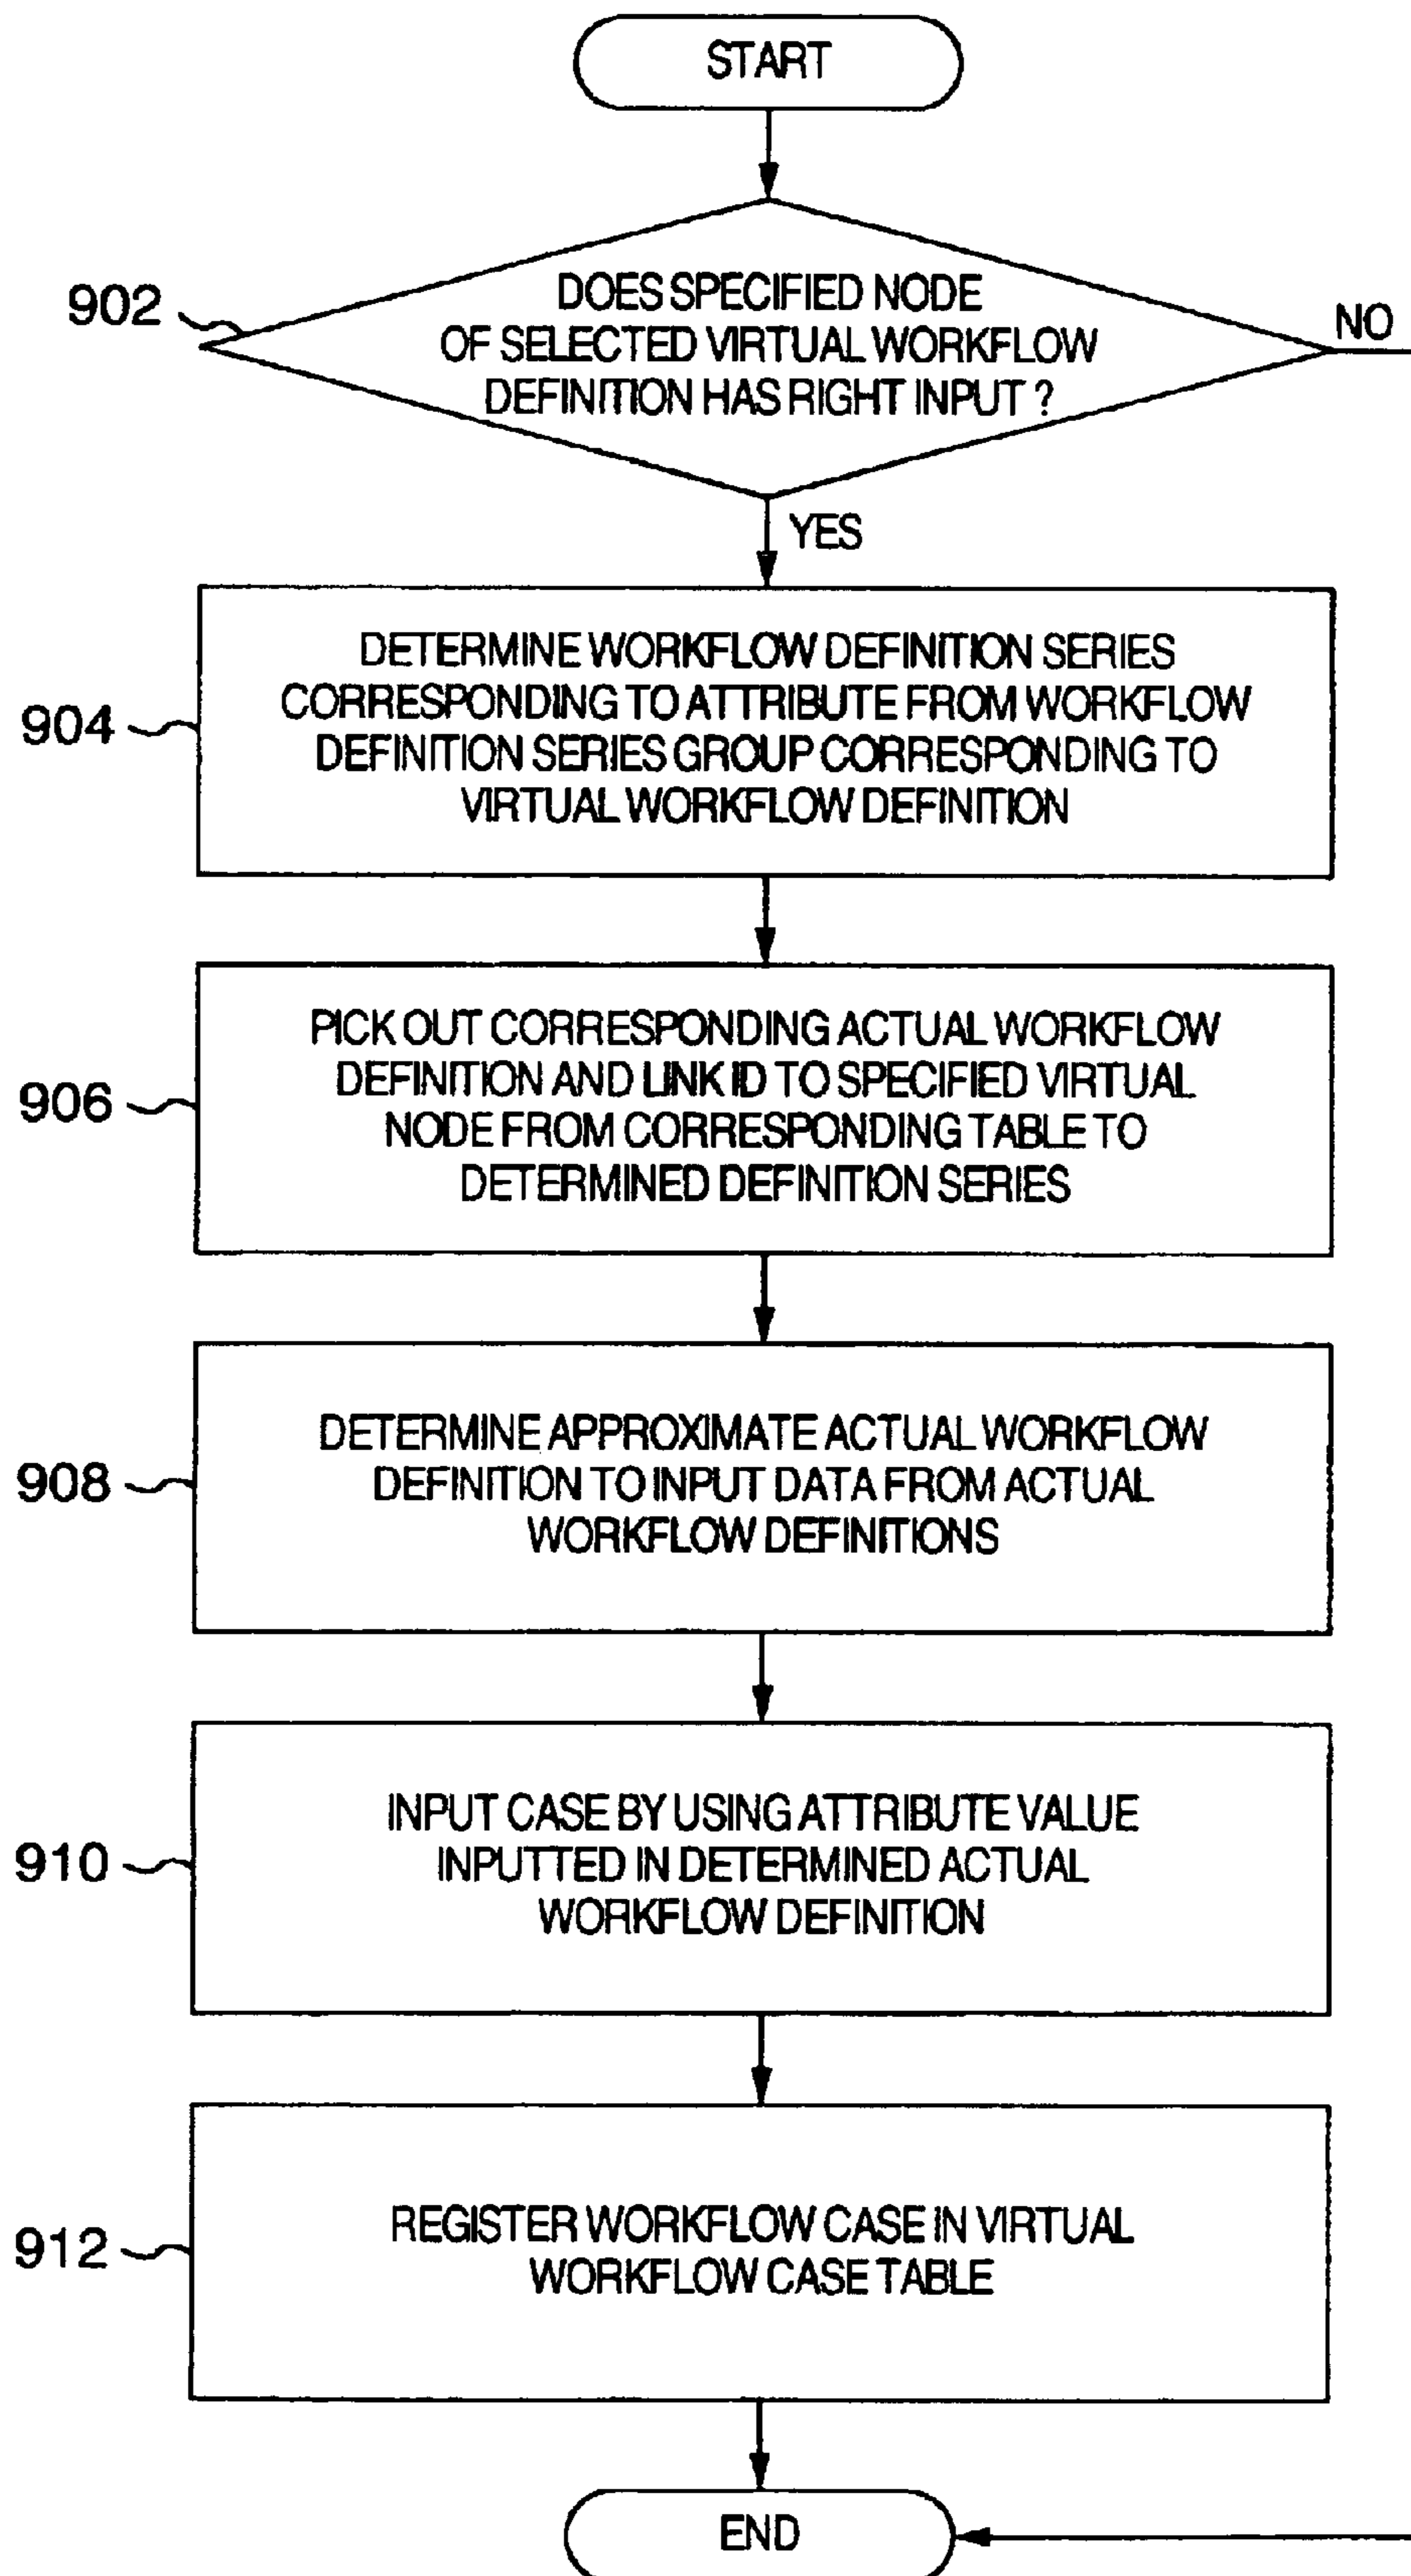 START
902
DOES SPECIFIED NODE
OF SELECTED VIRTUAL WORKFLOW
DEFINITION HAS RIGHT INPUT ?
NO
YES
904
DETERMINE WORKFLOW DEFINITION SERIES
CORRESPONDING TO ATTRIBUTE FROM WORKFLOW
DEFINITION SERIES GROUP CORRESPONDING TO
VIRTUAL WORKFLOW DEFINITION
906
PICK OUT CORRESPONDING ACTUAL WORKFLOW
DEFINITION AND LINK ID TO SPECIFIED VIRTUAL
NODE FROM CORRESPONDING TABLE TO
DETERMINED DEFINITION SERIES
908
DETERMINE APPROXIMATE ACTUAL WORKFLOW
DEFINITION TO INPUT DATA FROM ACTUAL
WORKFLOW DEFINITIONS
910
INPUT CASE BY USING ATTRIBUTE VALUE
INPUTTED IN DETERMINED ACTUAL
WORKFLOW DEFINITION
912
REGISTER WORKFLOW CASE IN VIRTUAL
WORKFLOW CASE TABLE
END